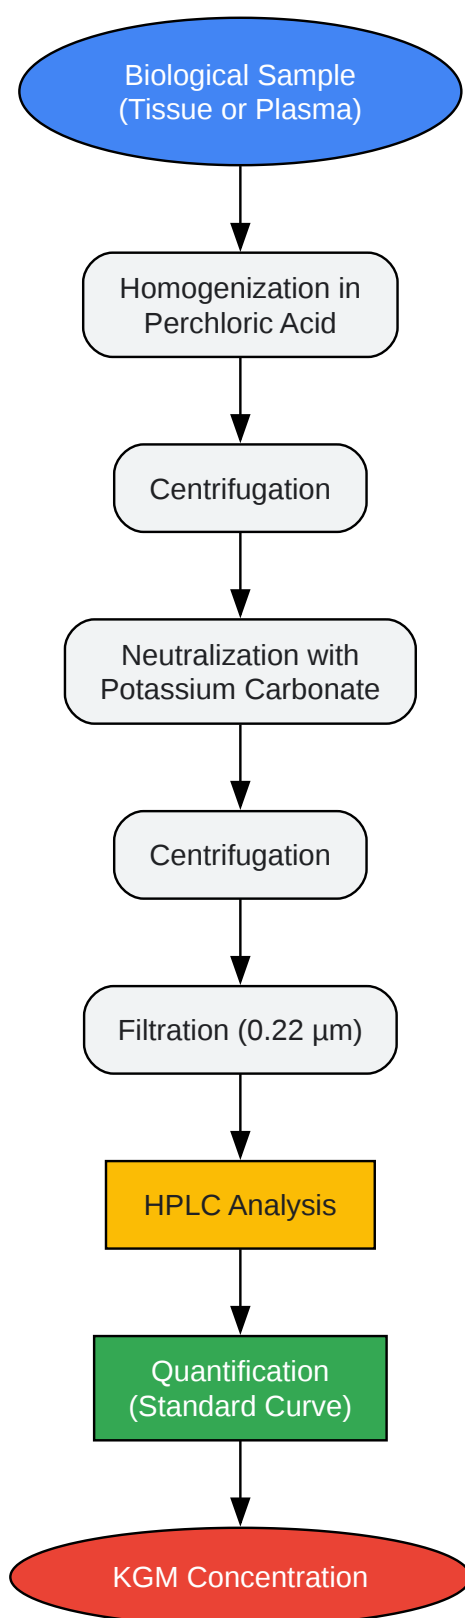 Biological Sample
(Tissue or Plasma)
Homogenization in
Perchloric Acid
Centrifugation
Neutralization with
Potassium Carbonate
Centrifugation
Filtration (0.22 µm)
HPLC Analysis
Quantification
(Standard Curve)
KGM Concentration